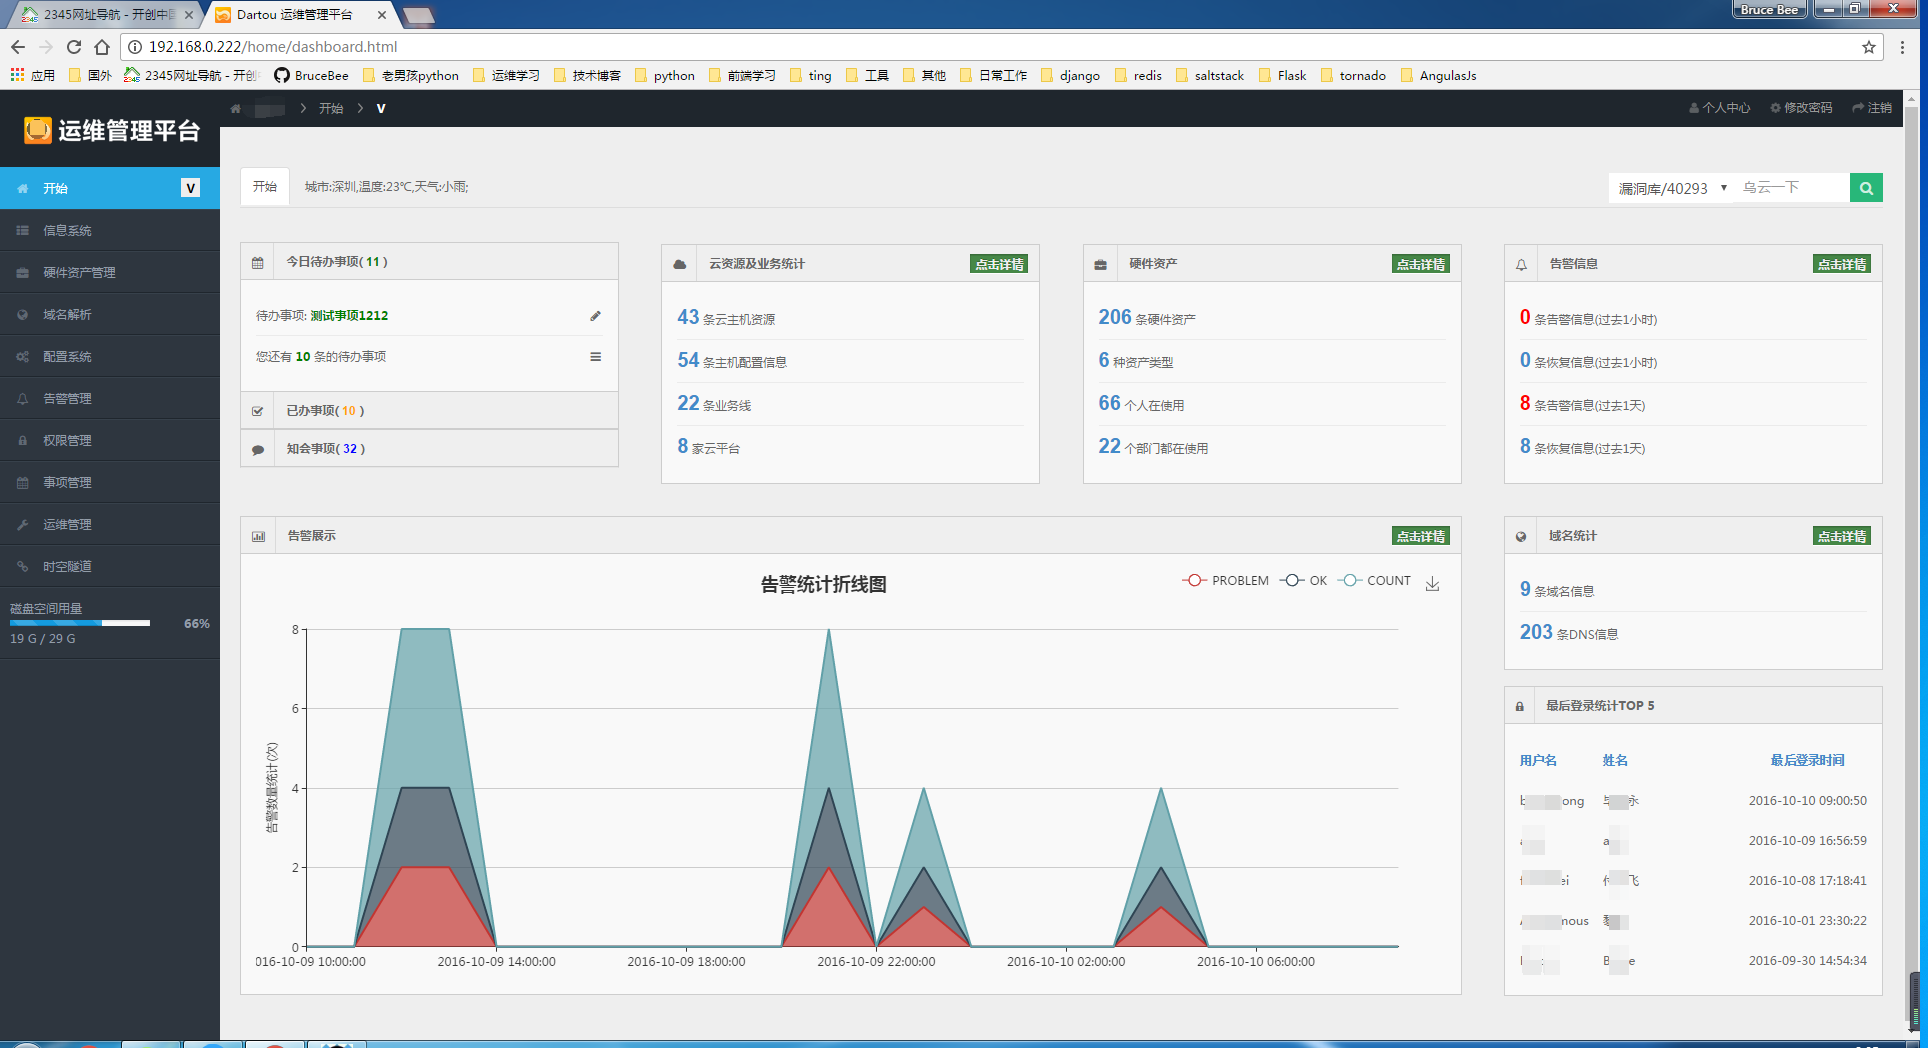 2345网址导航 - 开创中国
Dartou 运维管理平台
Bruce Bee
192.168.0.222/home/dashboard.html
应用 国外 2345网址导航 - 开创 BruceBee 老男孩python 运维学习 技术博客 python 前端学习 ting 工具 其他 日常工作 django redis saltstack Flask tornado AngulasJs
运维管理平台
开始 V
个人中心 修改密码 注销
开始 V
信息系统
硬件资产管理
域名解析
配置系统
告警管理
权限管理
事项管理
运维管理
时空隧道
磁盘空间用量
66%
19 G / 29 G
开始 城市:深圳,温度:23℃,天气:小雨;
漏洞库/40293 ▼ 乌云一下
今日待办事项( 11 )
待办事项: 测试事项1212
您还有 10 条的待办事项
已办事项( 10 )
知会事项( 32 )
云资源及业务统计 点击详情
43 条云主机资源
54 条主机配置信息
22 条业务线
8 家云平台
硬件资产 点击详情
206 条硬件资产
6 种资产类型
66 个人在使用
22 个部门都在使用
告警信息 点击详情
0 条告警信息(过去1小时)
0 条恢复信息(过去1小时)
8 条告警信息(过去1天)
8 条恢复信息(过去1天)
告警展示 点击详情
告警统计折线图
PROBLEM OK COUNT
告警数量统计(次)
8
6
4
2
0
016-10-09 10:00:00 2016-10-09 14:00:00 2016-10-09 18:00:00 2016-10-09 22:00:00 2016-10-10 02:00:00 2016-10-10 06:00:00
域名统计 点击详情
9 条域名信息
203 条DNS信息
最后登录统计TOP 5
用户名 姓名 最后登录时间
2016-10-10 09:00:50
2016-10-09 16:56:59
2016-10-08 17:18:41
2016-10-01 23:30:22
2016-09-30 14:54:34